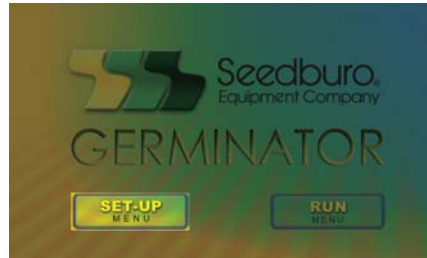 Seedburo®
Equipment Company
GERMINATOR
SET-UP
MENU
RUN
MENU